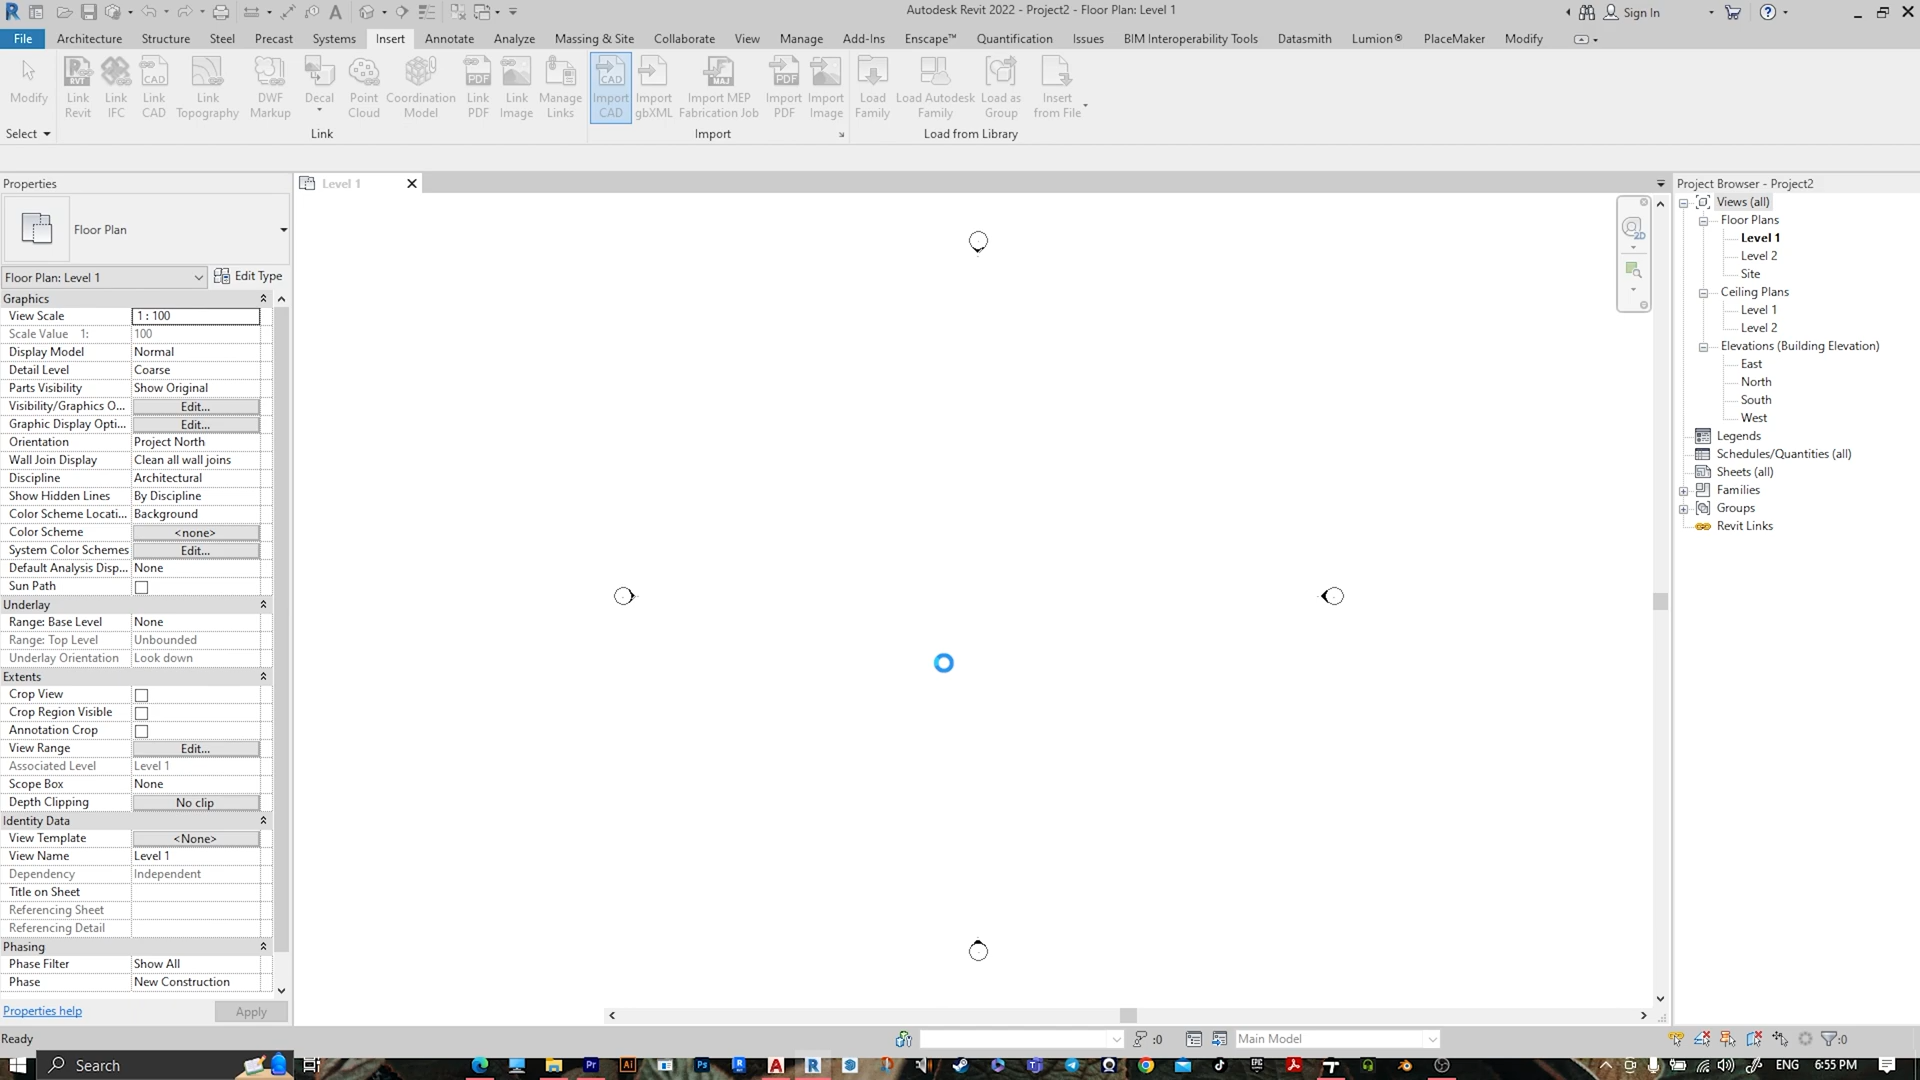 Autodesk Revit 2022 - Project2 - Floor Plan: Level 1
Sign In
File Architecture Structure Steel Precast Systems Insert Annotate Analyze Massing & Site Collaborate View Manage Add-Ins Enscape™ Quantification Issues BIM Interoperability Tools Datasmith Lumion® PlaceMaker Modify
Modify
Link Revit
Link IFC
Link CAD
Link Topography
DWF Markup
Decal
Point Cloud
Coordination Model
Link PDF
Link Image
Manage Links
Import CAD
Import gbXML
Import MEP Fabrication Job
Import PDF
Import Image
Load Family
Load Autodesk Family
Load as Group
Insert from File
Select
Link
Import
Load from Library
Properties
Floor Plan
Floor Plan: Level 1
Edit Type
Graphics
View Scale 1 : 100
Scale Value 1: 100
Display Model Normal
Detail Level Coarse
Parts Visibility Show Original
Visibility/Graphics O... Edit...
Graphic Display Opti... Edit...
Orientation Project North
Wall Join Display Clean all wall joins
Discipline Architectural
Show Hidden Lines By Discipline
Color Scheme Locati... Background
Color Scheme <none>
System Color Schemes Edit...
Default Analysis Disp... None
Sun Path
Underlay
Range: Base Level None
Range: Top Level Unbounded
Underlay Orientation Look down
Extents
Crop View
Crop Region Visible
Annotation Crop
View Range Edit...
Associated Level Level 1
Scope Box None
Depth Clipping No clip
Identity Data
View Template <None>
View Name Level 1
Dependency Independent
Title on Sheet
Referencing Sheet
Referencing Detail
Phasing
Phase Filter Show All
Phase New Construction
Properties help
Apply
Level 1
2D
Project Browser - Project2
Views (all)
Floor Plans
Level 1
Level 2
Site
Ceiling Plans
Level 1
Level 2
Elevations (Building Elevation)
East
North
South
West
Legends
Schedules/Quantities (all)
Sheets (all)
Families
Groups
Revit Links
Ready
:0
Main Model
:0
Search
ENG
6:55 PM